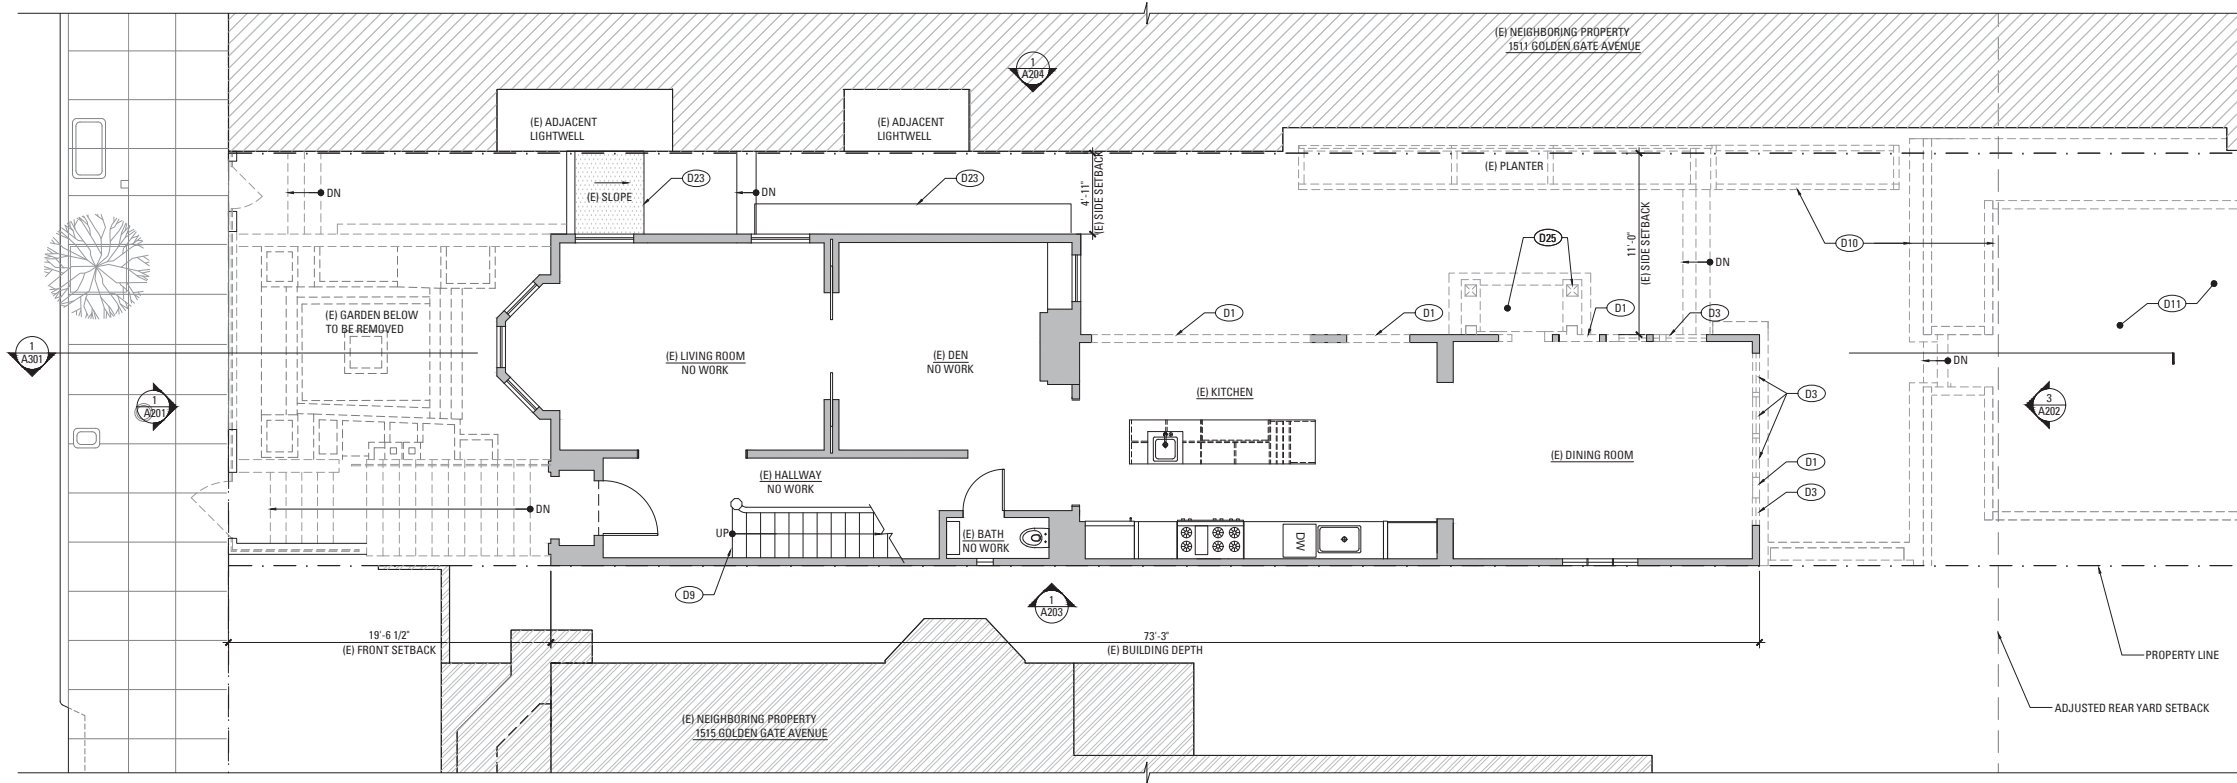 (E) NEIGHBORING PROPERTY
1511 GOLDEN GATE AVENUE
1
A204
(E) ADJACENT
LIGHTWELL
(E) ADJACENT
LIGHTWELL
DN
(E) SLOPE
D23
DN
D23
4'-11"
(E) SIDE SETBACK
(E) PLANTER
11'-0"
(E) SIDE SETBACK
D25
D10
DN
D11
(E) GARDEN BELOW
TO BE REMOVED
D1
D1
D1
D3
1
A301
(E) LIVING ROOM
NO WORK
(E) DEN
NO WORK
DN
1
A201
(E) KITCHEN
D3
3
A202
(E) DINING ROOM
D1
(E) HALLWAY
NO WORK
D3
DN
UP
(E) BATH
NO WORK
DW
D9
1
A203
19'-6 1/2"
(E) FRONT SETBACK
73'-3"
(E) BUILDING DEPTH
PROPERTY LINE
ADJUSTED REAR YARD SETBACK
(E) NEIGHBORING PROPERTY
1515 GOLDEN GATE AVENUE